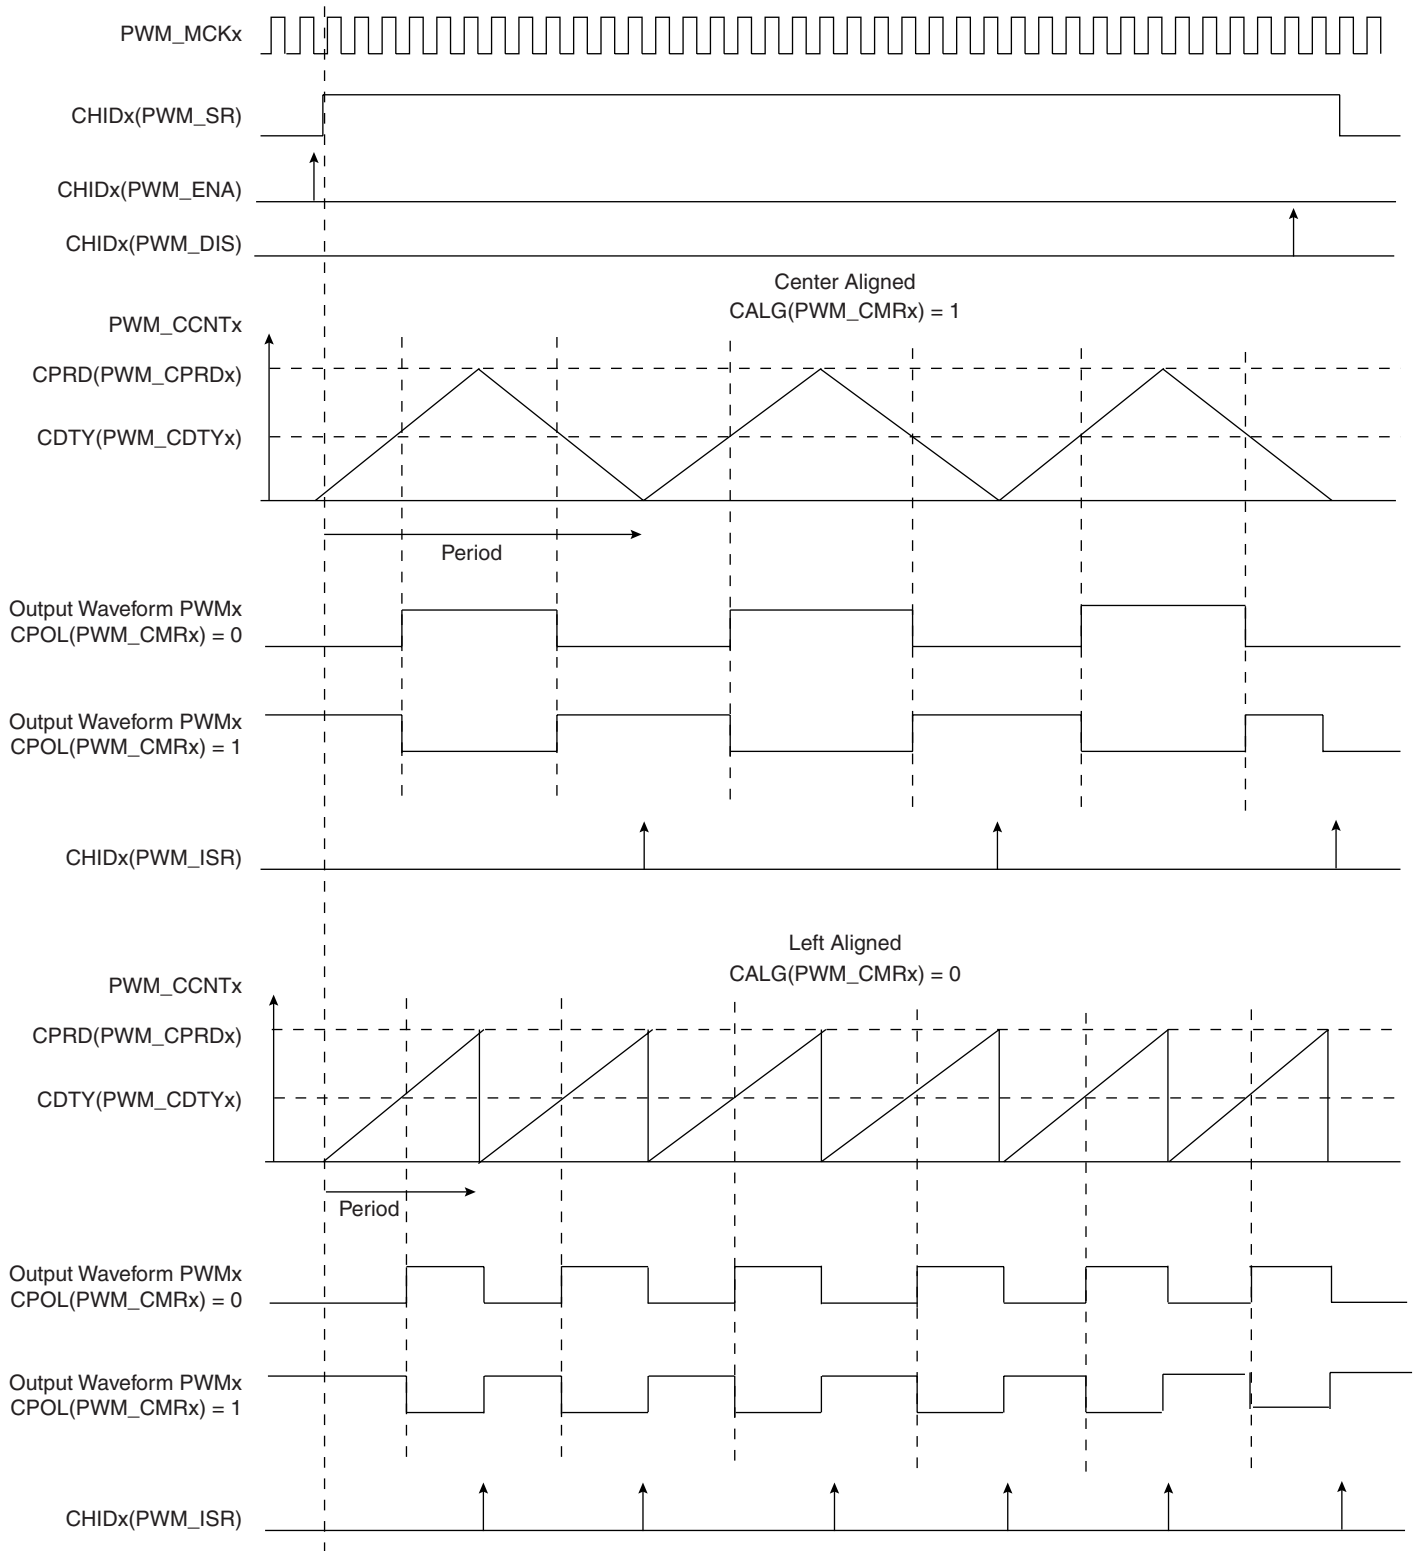 PWM_MCKx
CHIDx(PWM_SR)
CHIDx(PWM_ENA)
CHIDx(PWM_DIS)
Center Aligned
CALG(PWM_CMRx) = 1
PWM_CCNTx
CPRD(PWM_CPRDx)
CDTY(PWM_CDTYx)
Period
Output Waveform PWMx
CPOL(PWM_CMRx) = 0
Output Waveform PWMx
CPOL(PWM_CMRx) = 1
CHIDx(PWM_ISR)
Left Aligned
CALG(PWM_CMRx) = 0
PWM_CCNTx
CPRD(PWM_CPRDx)
CDTY(PWM_CDTYx)
Period
Output Waveform PWMx
CPOL(PWM_CMRx) = 0
Output Waveform PWMx
CPOL(PWM_CMRx) = 1
CHIDx(PWM_ISR)